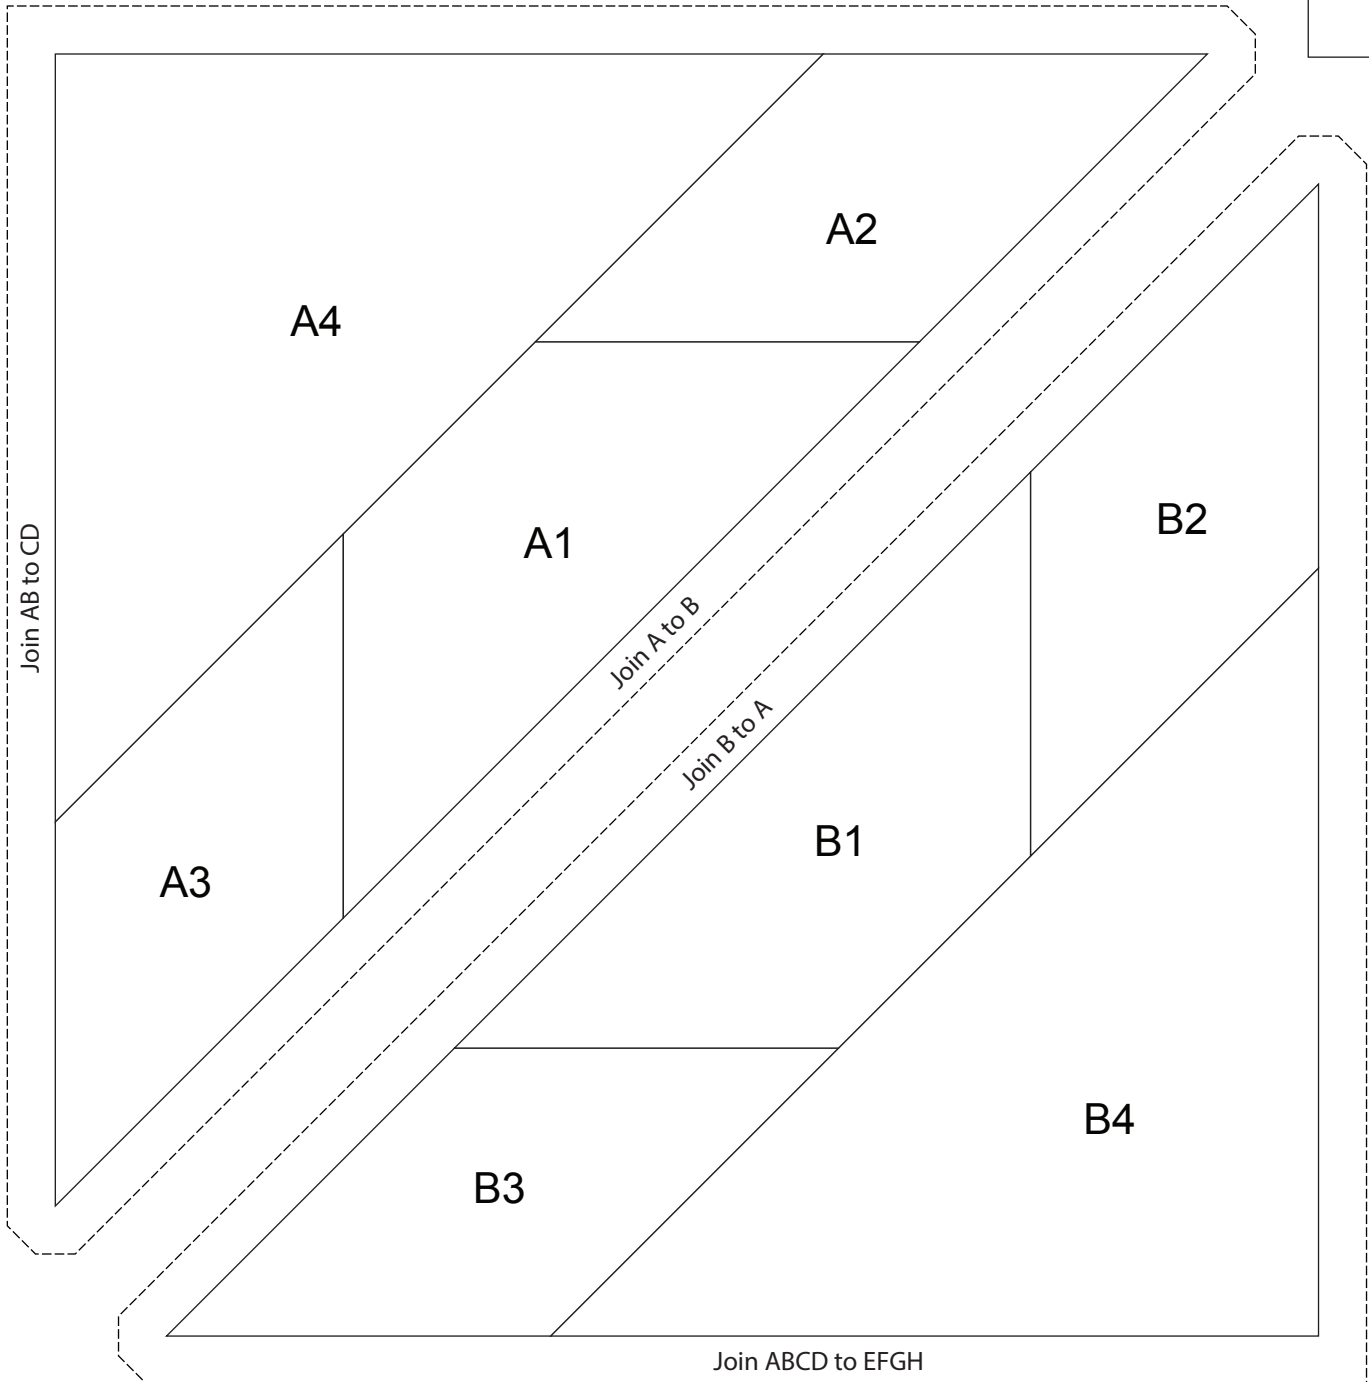 A2
A4
B2
A1
Join AB to CD
Join A to B
Join B to A
B1
A3
B4
B3
Join ABCD to EFGH